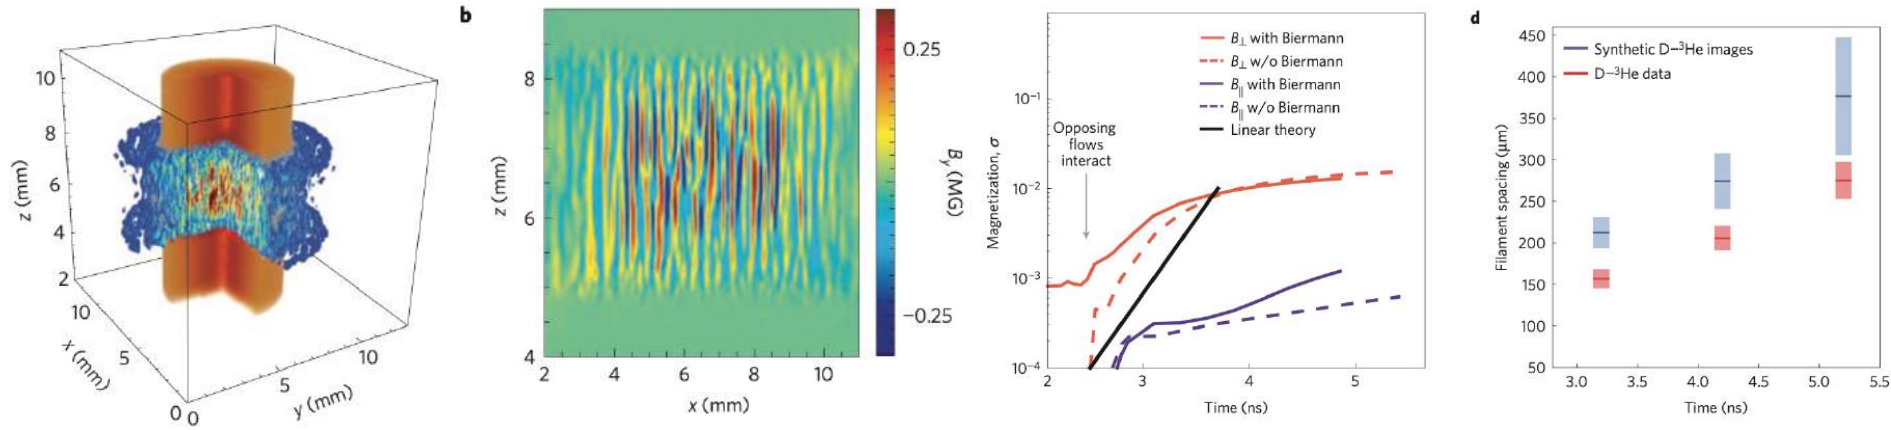 10
8
6
4
2
z (mm)
10
5
0
x (mm)
0
5
10
y (mm)
b
8
6
4
z (mm)
2
4
6
8
10
x (mm)
0.25
−0.25
B_y (MG)
B⊥ with Biermann
B⊥ w/o Biermann
B∥ with Biermann
B∥ w/o Biermann
Linear theory
Opposing
flows
interact
10⁻¹
10⁻²
10⁻³
10⁻⁴
Magnetization, σ
2
3
4
5
Time (ns)
d
Synthetic D–³He images
D–³He data
450
400
350
300
250
200
150
100
50
Filament spacing (μm)
3.0
3.5
4.0
4.5
5.0
5.5
Time (ns)